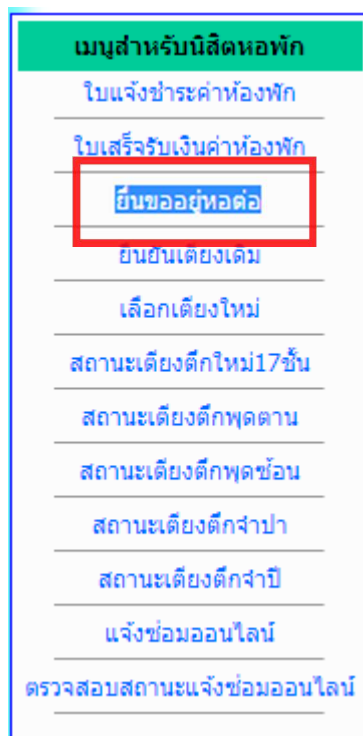 เมนูสำหรับนิสิตหอพัก
ใบแจ้งชำระค่าห้องพัก
ใบเสร็จรับเงินค่าห้องพัก
ยื่นขออยู่หอต่อ
ยืนยันเตียงเดิม
เลือกเตียงใหม่
สถานะเตียงตึกใหม่17ชั้น
สถานะเตียงตึกพุดตาน
สถานะเตียงตึกพุดซ้อน
สถานะเตียงตึกจำปา
สถานะเตียงตึกจำปี
แจ้งซ่อมออนไลน์
ตรวจสอบสถานะแจ้งซ่อมออนไลน์